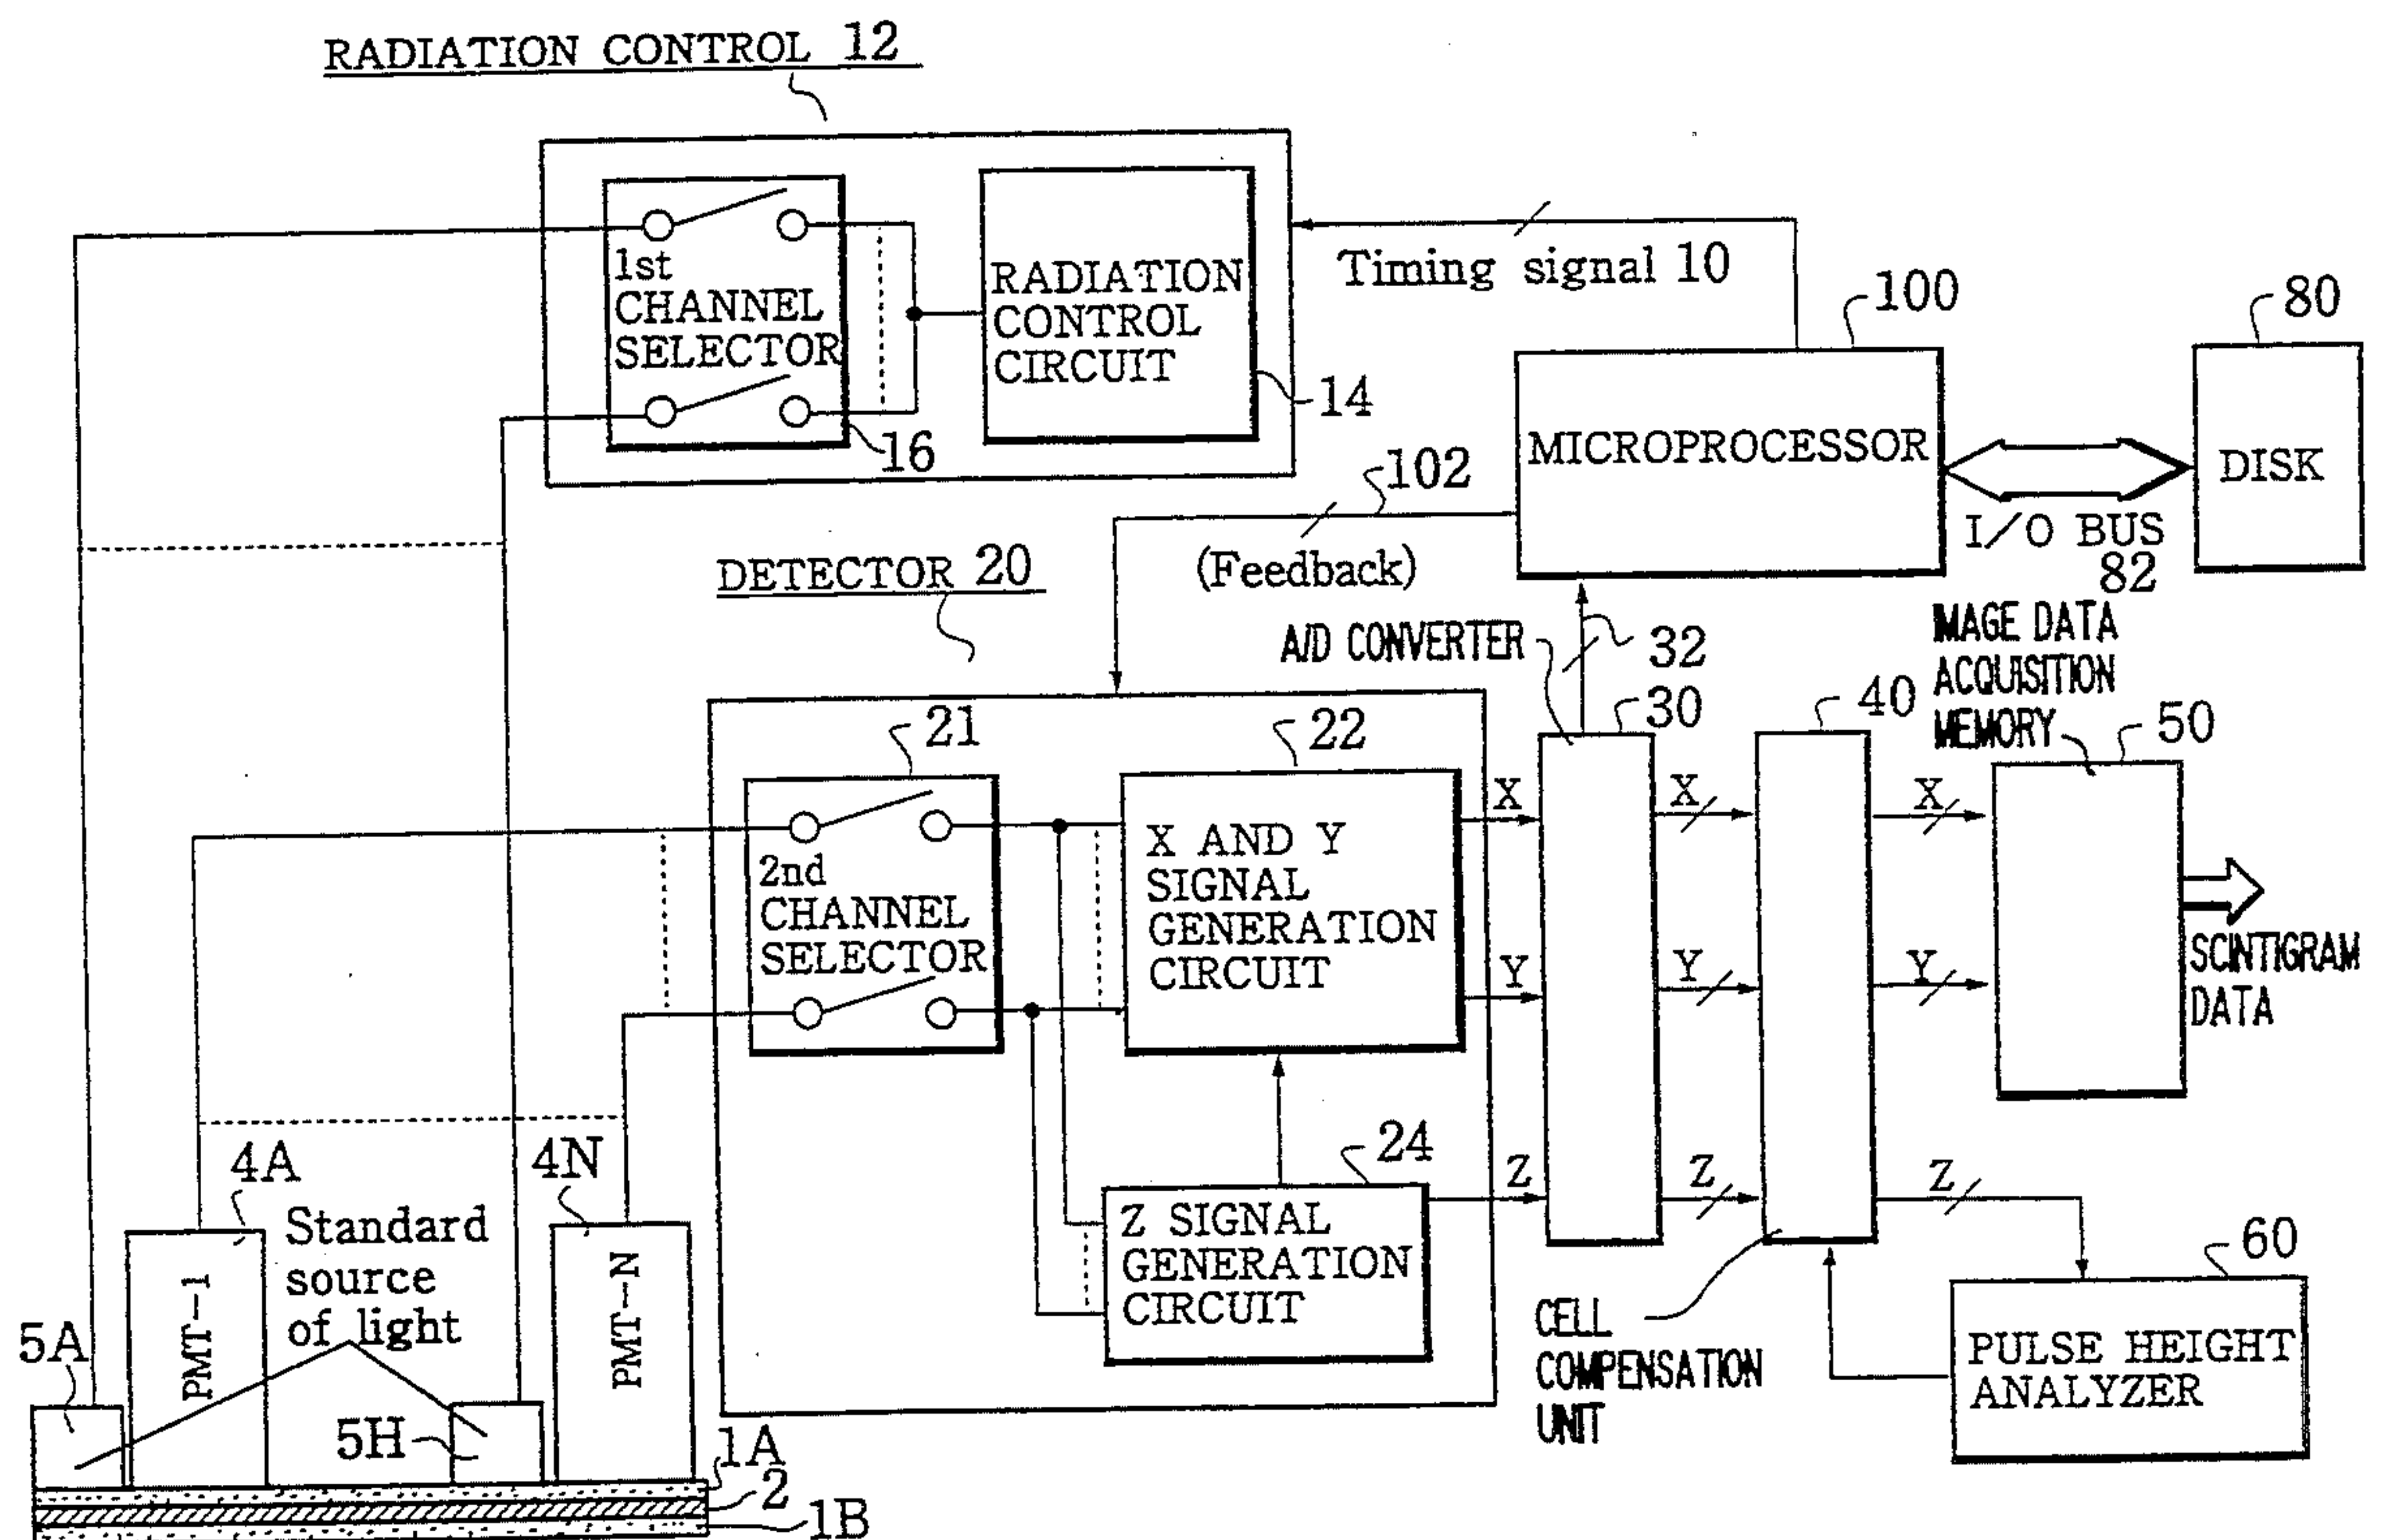 RADIATION CONTROL 12
1st
CHANNEL
SELECTOR
16
RADIATION
CONTROL
CIRCUIT
14
Timing signal 10
100
MICROPROCESSOR
80
DISK
I/O BUS
82
102
(Feedback)
DETECTOR 20
A/D CONVERTER
32
30
40
IMAGE DATA
ACQUISITION
MEMORY
50
21
2nd
CHANNEL
SELECTOR
22
X AND Y
SIGNAL
GENERATION
CIRCUIT
X
X
X
Y
Y
Y
SCINTIGRAM
DATA
24
Z SIGNAL
GENERATION
CIRCUIT
Z
Z
Z
CELL
COMPENSATION
UNIT
60
PULSE HEIGHT
ANALYZER
4A
4N
Standard
source
of light
PMT-1
PMT-N
5A
5H
1A
2
1B